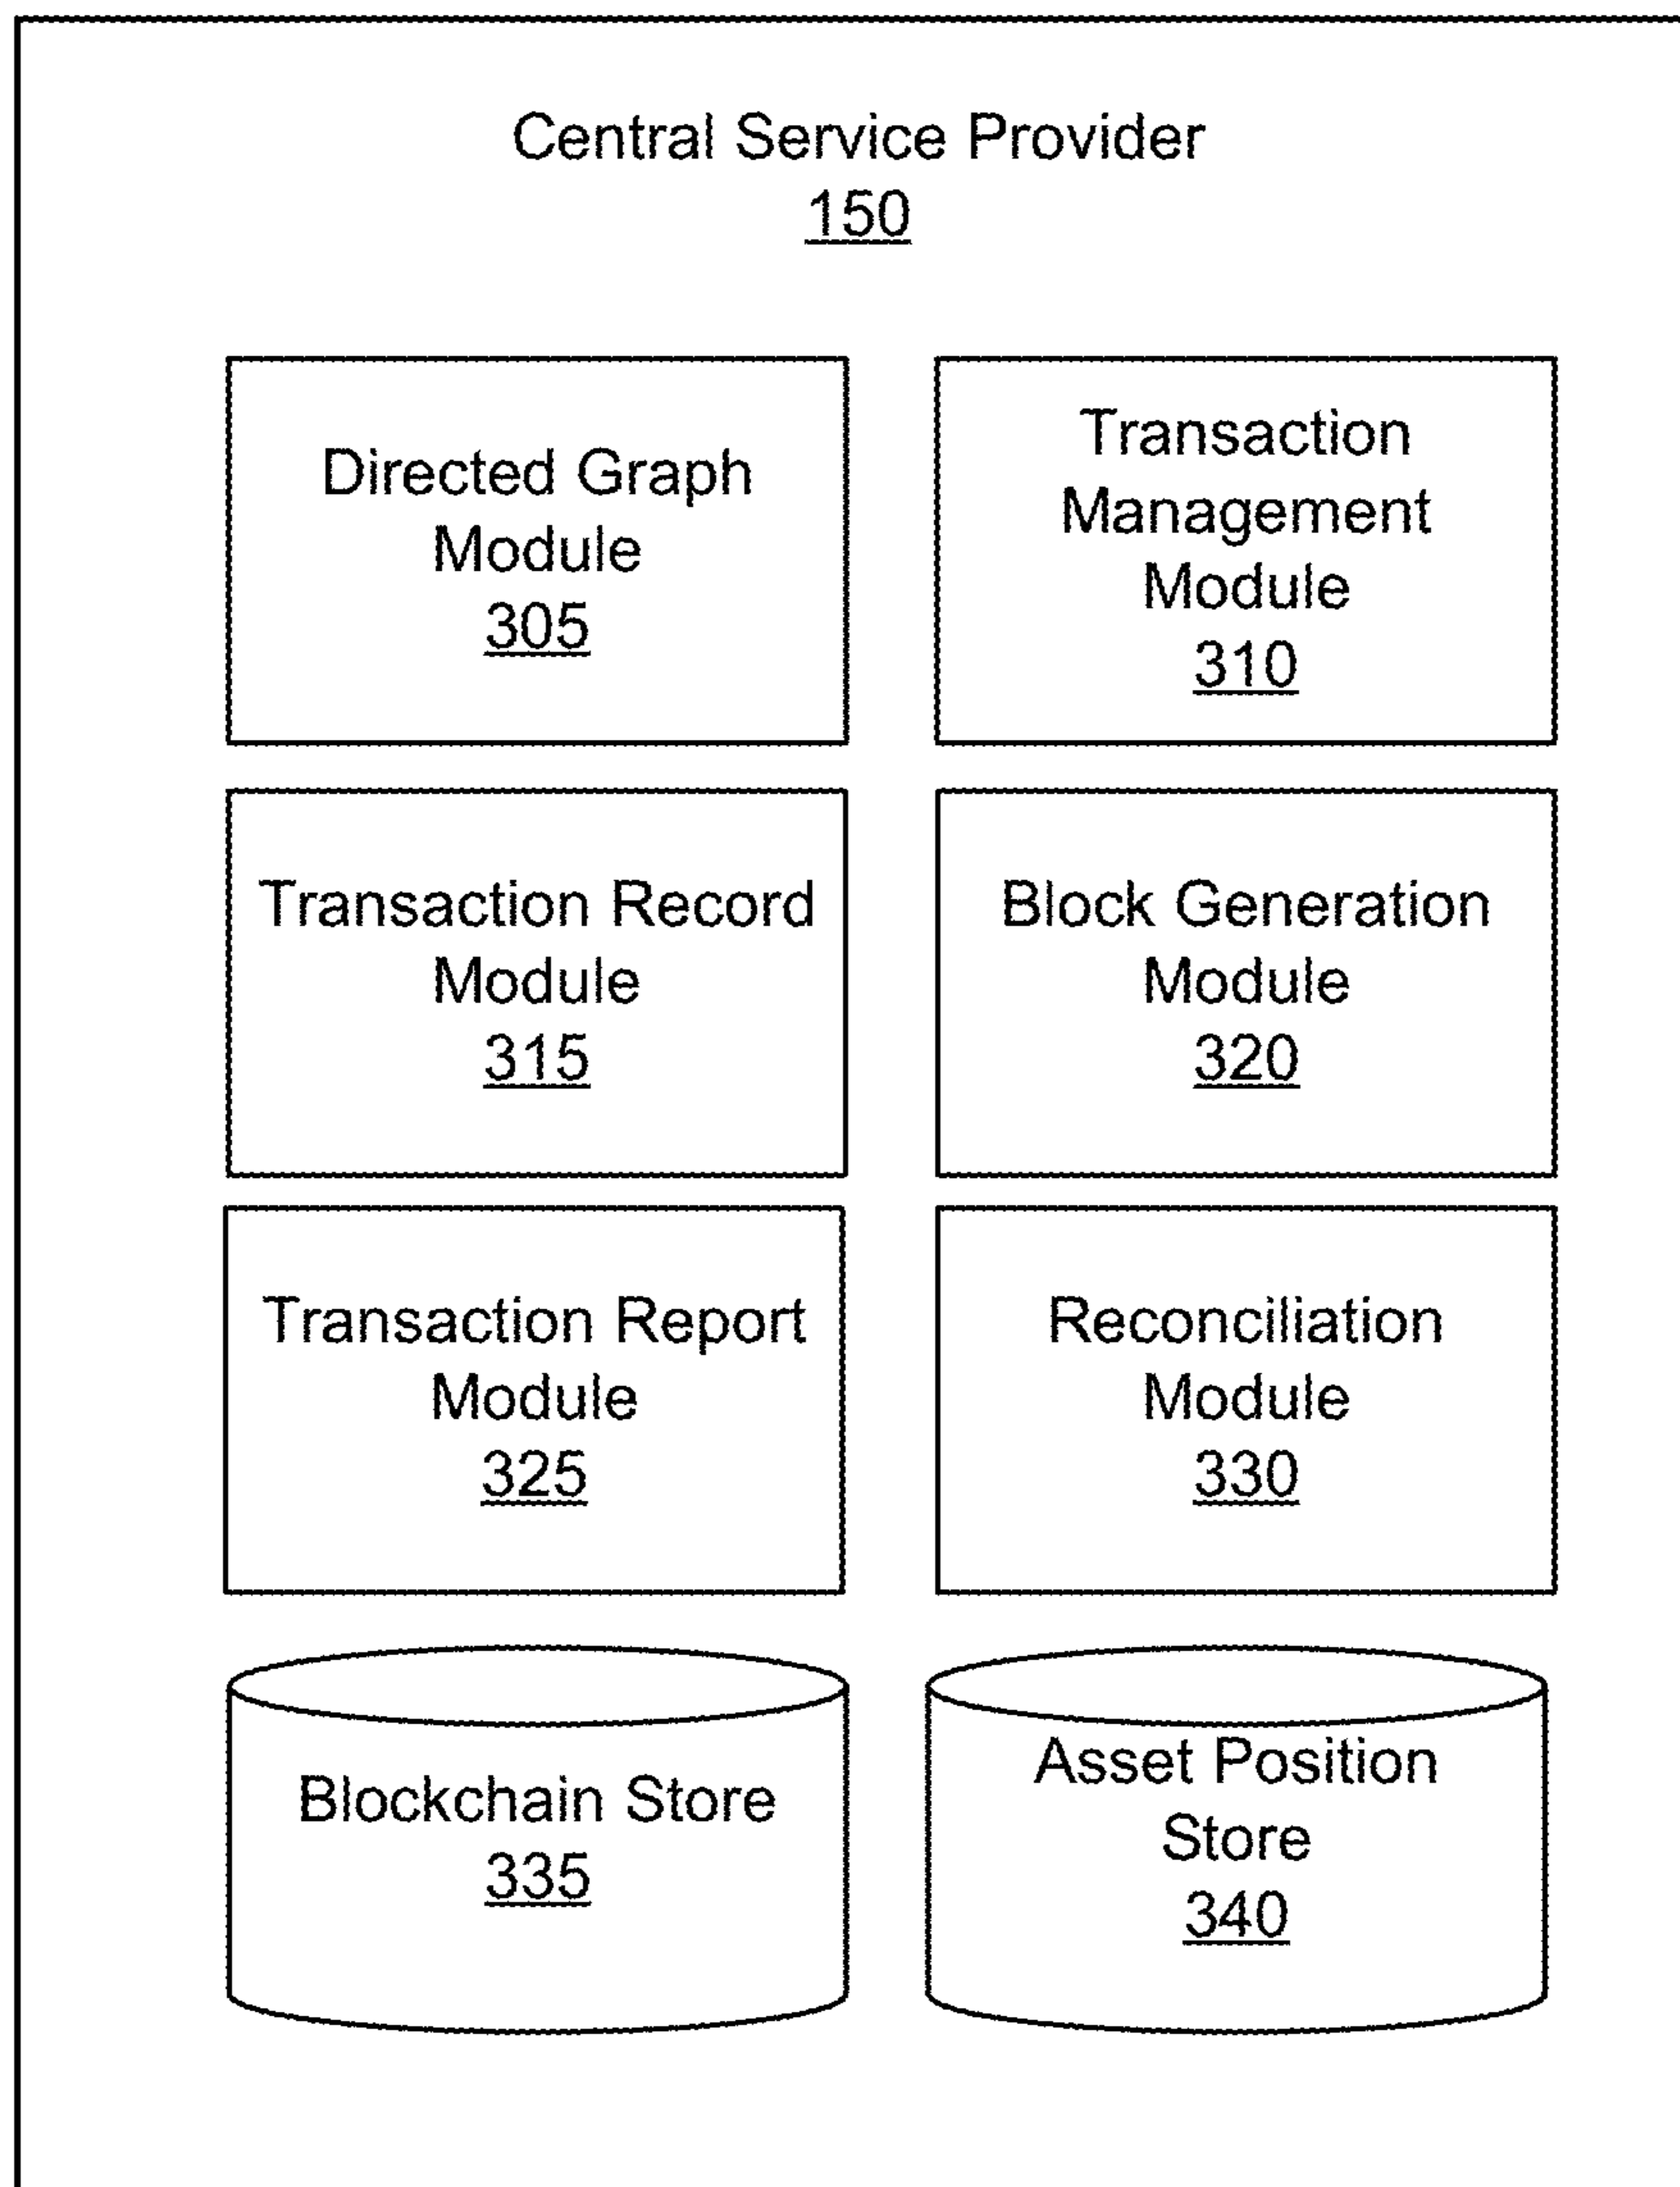 Central Service Provider
150
Directed Graph
Module
305
Transaction
Management
Module
310
Transaction Record
Module
315
Block Generation
Module
320
Transaction Report
Module
325
Reconciliation
Module
330
Blockchain Store
335
Asset Position
Store
340